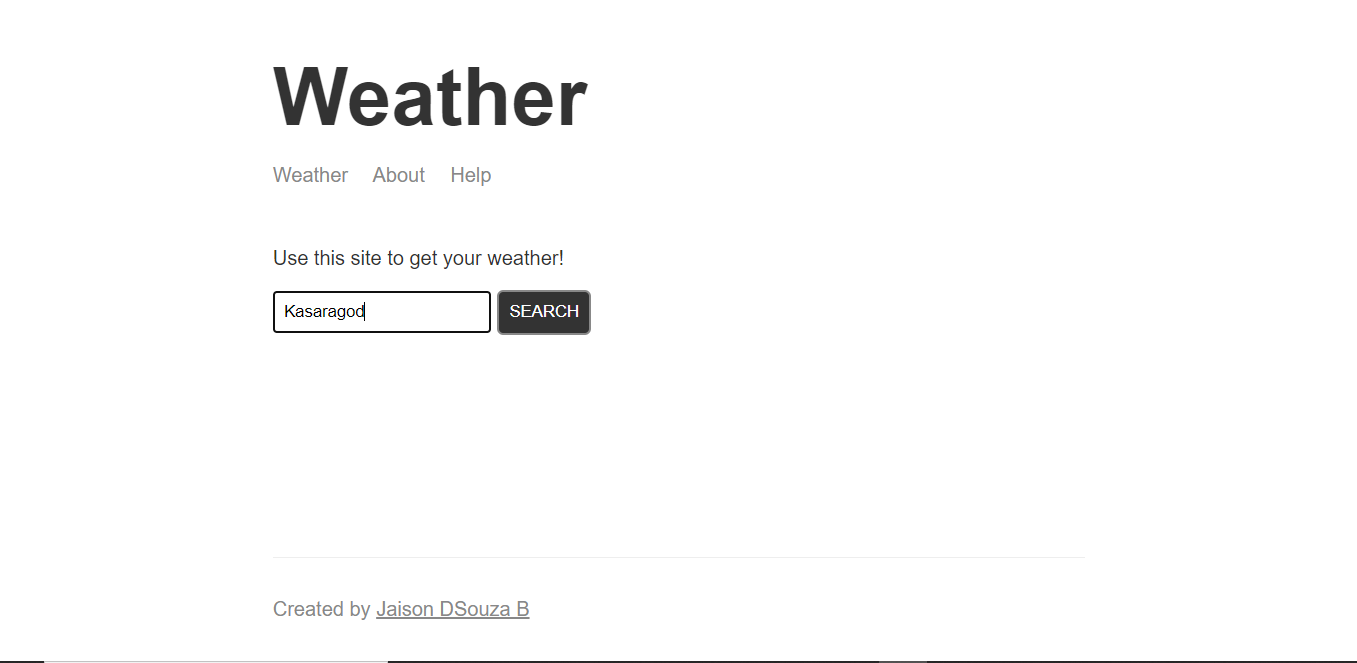 Weather
Weather About Help
Use this site to get your weather!
Kasaragod SEARCH
Created by Jaison DSouza B